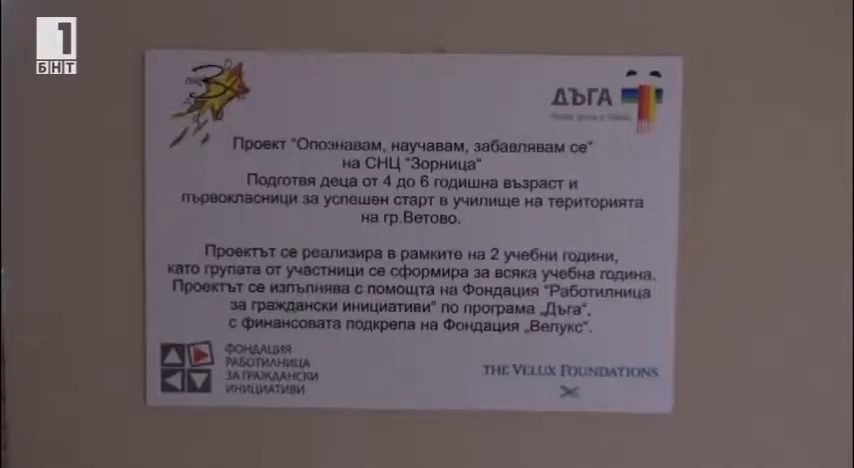 1
БНТ
ДЪГА
Проект "Опознавам, научавам, забавлявам се"
на СНЦ "Зорница"
Подготвя деца от 4 до 6 годишна възраст и
първокласници за успешен старт в училище на територията
на гр.Ветово.
Проектът се реализира в рамките на 2 учебни години,
като групата от участници се сформира за всяка учебна година.
Проектът се изпълнява с помощта на Фондация "Работилница
за граждански инициативи" по програма „Дъга“,
с финансовата подкрепа на Фондация „Велукс“.
ФОНДАЦИЯ
РАБОТИЛНИЦА
ЗА ГРАЖДАНСКИ
ИНИЦИАТИВИ
THE VELUX FOUNDATIONS